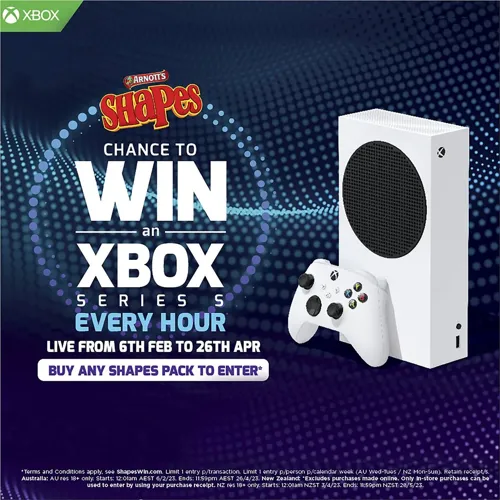 XBOX
ARNOTT'S
SHAPES
CHANCE TO
WIN
an
XBOX
SERIES S
EVERY HOUR
LIVE FROM 6TH FEB TO 26TH APR
BUY ANY SHAPES PACK TO ENTER*
*Terms and Conditions apply, see ShapesWin.com. Limit 1 entry p/transaction. Limit 1 entry p/person p/calendar week (AU Wed-Tues / NZ Mon-Sun). Retain receipt/s.
Australia: AU res 18+ only. Starts: 12:01am AEST 6/2/23. Ends: 11:59pm AEST 26/4/23. New Zealand: *Excludes purchases made online. Only in-store purchases can be
used to enter by using your purchase receipt. NZ res 18+ only. Starts: 12:01am NZST 3/4/23. Ends: 11:59pm NZST 28/5/23.